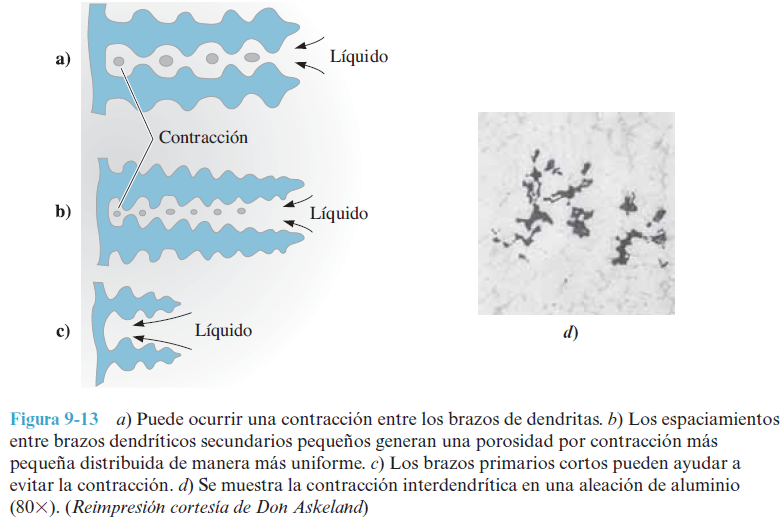 a)
Líquido
Contracción
b)
Líquido
c)
Líquido
d)
Figura 9-13 a) Puede ocurrir una contracción entre los brazos de dendritas. b) Los espaciamientos
entre brazos dendríticos secundarios pequeños generan una porosidad por contracción más
pequeña distribuida de manera más uniforme. c) Los brazos primarios cortos pueden ayudar a
evitar la contracción. d) Se muestra la contracción interdendrítica en una aleación de aluminio
(80×). (Reimpresión cortesía de Don Askeland)